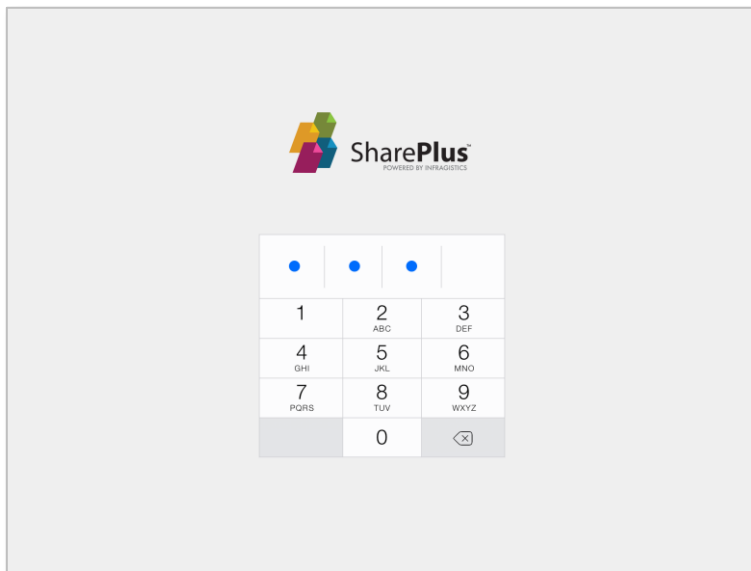 SharePlus™
POWERED BY INFRAGISTICS
1 2 3
ABC DEF
4 5 6
GHI JKL MNO
7 8 9
PQRS TUV WXYZ
0